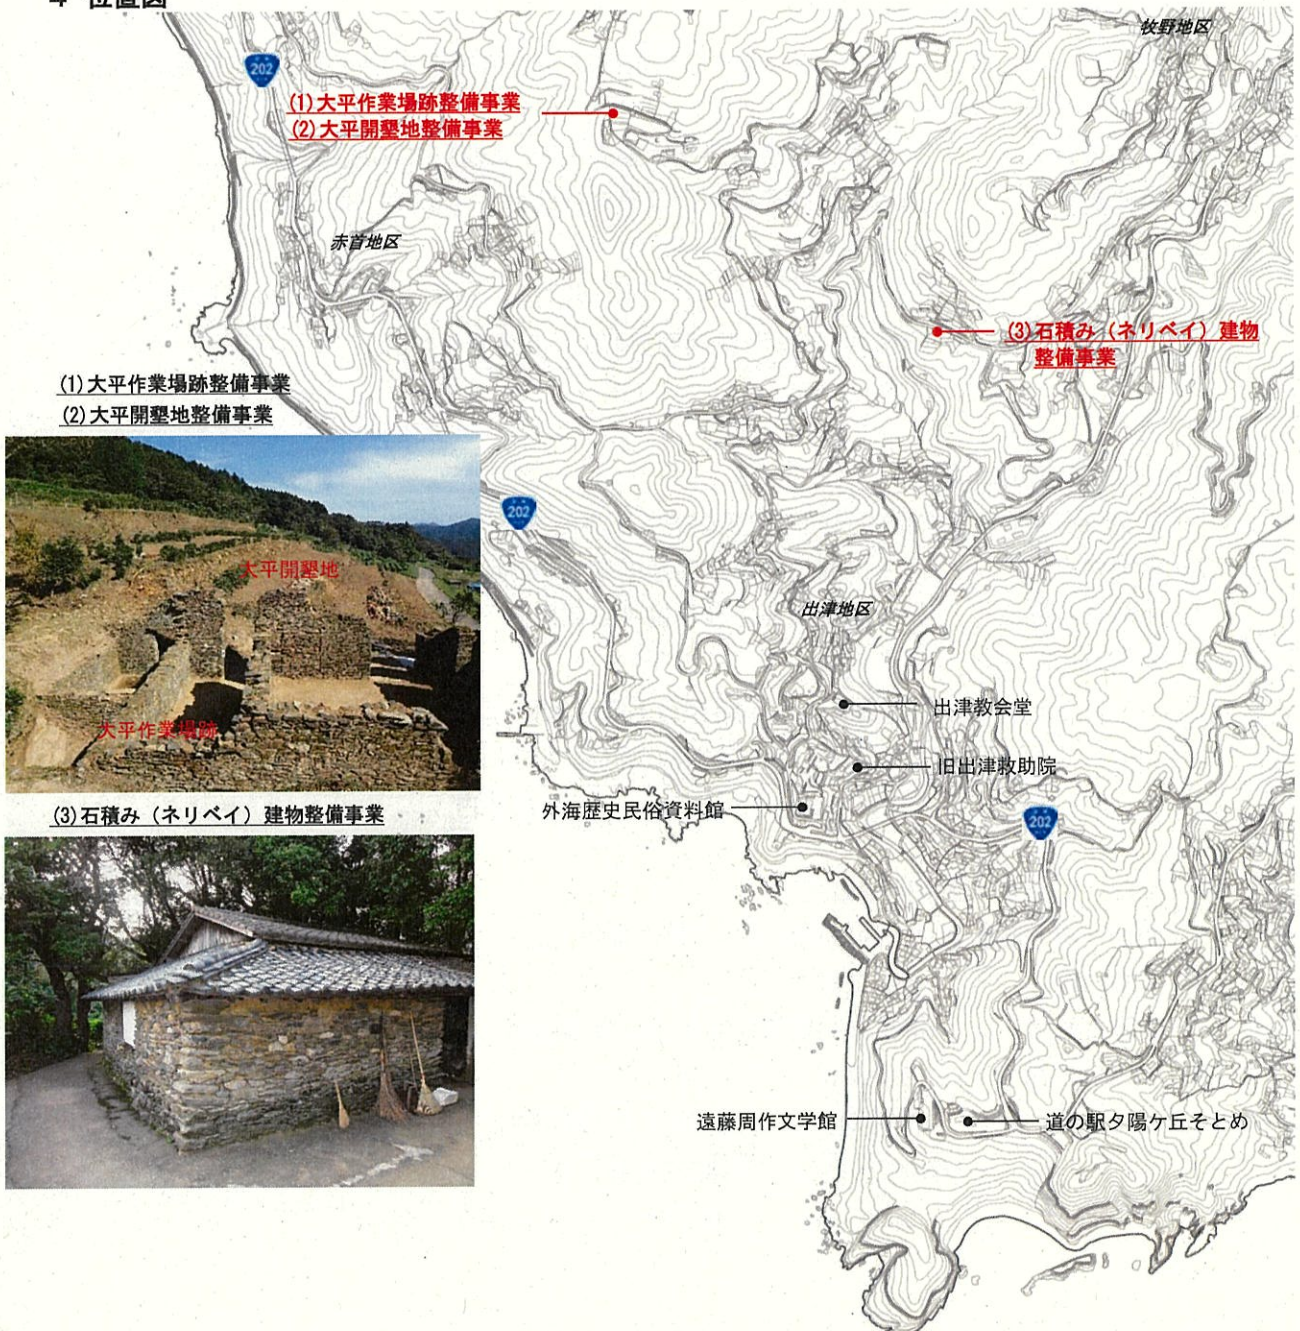 4 位置図
牧野地区
202
(1)大平作業場跡整備事業
(2)大平開墾地整備事業
赤首地区
(3)石積み（ネリベイ）建物
整備事業
(1)大平作業場跡整備事業
(2)大平開墾地整備事業
202
大平開墾地
大平作業場跡
出津地区
出津教会堂
旧出津救助院
(3)石積み（ネリベイ）建物整備事業
外海歴史民俗資料館
202
遠藤周作文学館
道の駅夕陽ケ丘そとめ